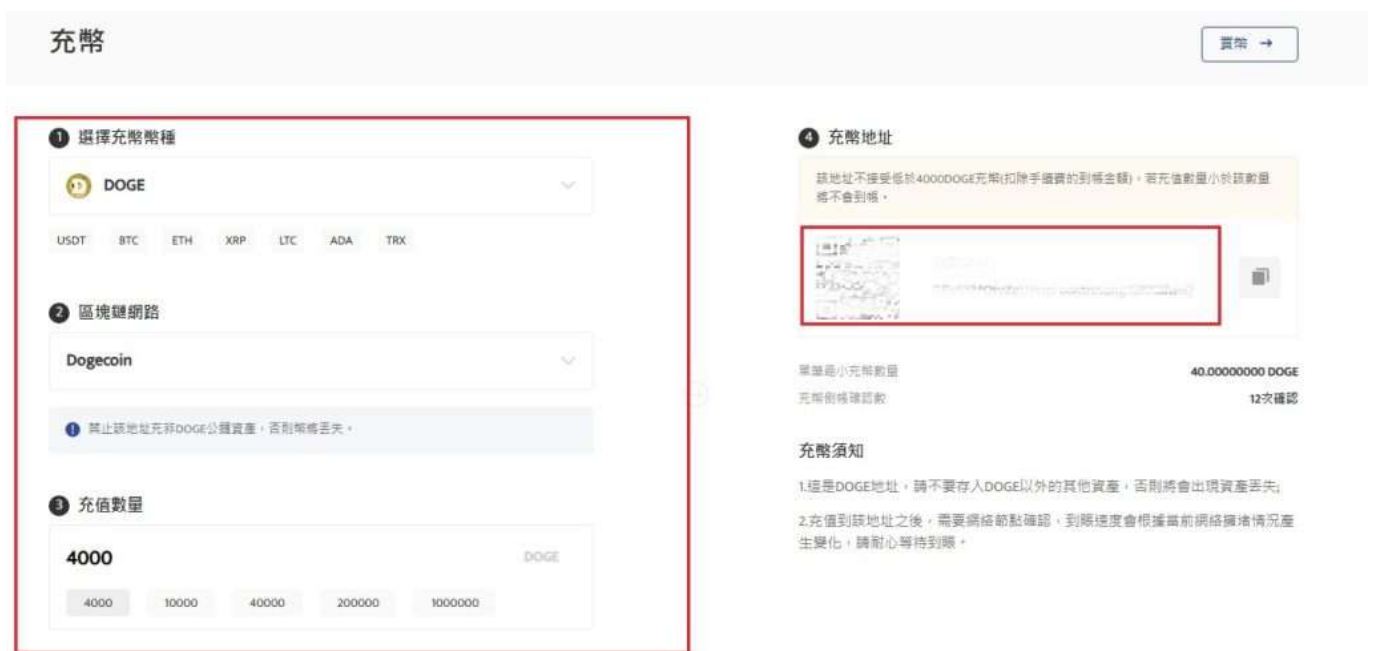 充幣
賣幣 →
1 選擇充幣幣種
DOGE
USDT BTC ETH XRP LTC ADA TRX
2 區塊鏈網路
Dogecoin
禁止該地址充非DOGE公鏈資產，否則幣將丟失。
3 充值數量
4000 DOGE
4000 10000 40000 200000 1000000
4 充幣地址
該地址不接受低於4000DOGE充幣(扣除手續費的到帳金額)，若充值數量小於該數量
將不會到帳。
單筆最小充幣數量 40.00000000 DOGE
充幣到帳確認數 12次確認
充幣須知
1.這是DOGE地址，請不要存入DOGE以外的其他資產，否則將會出現資產丟失;
2.充值到該地址之後，需要網絡節點確認，到賬速度會根據當前網絡擁堵情況產
生變化，請耐心等待到賬。